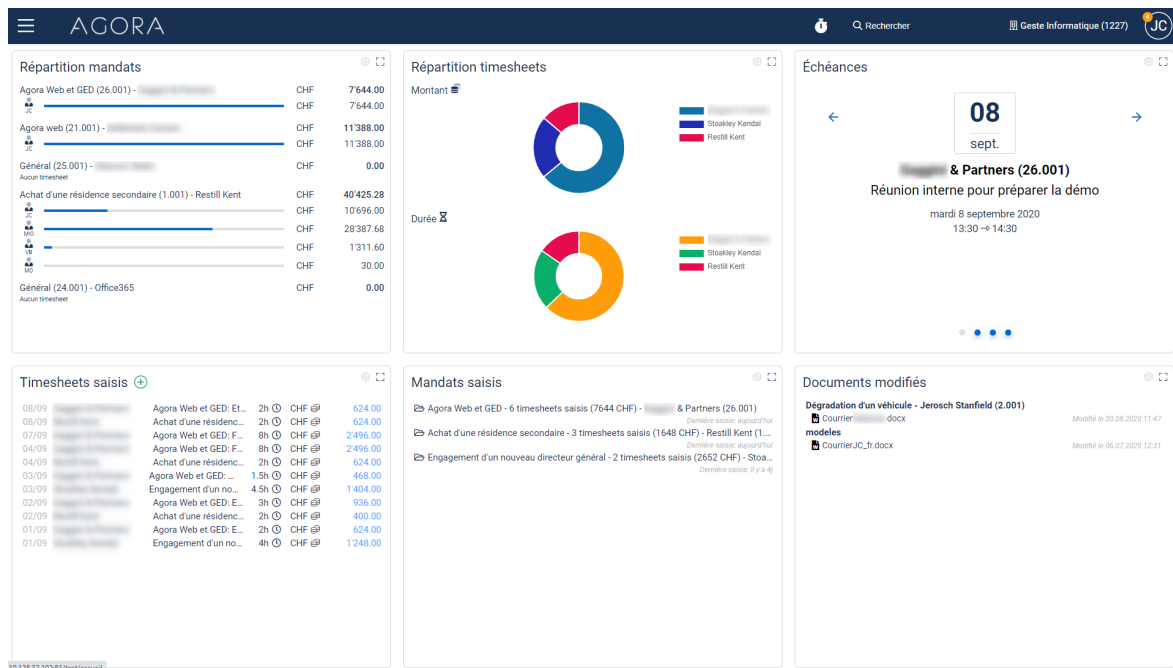 AGORA
Rechercher
Geste Informatique (1227)
4
JC
Répartition mandats
Agora Web et GED (26.001) - CHF 7'644.00
JC CHF 7'644.00
Agora web (21.001) - CHF 11'388.00
JC CHF 11'388.00
Général (25.001) - CHF 0.00
Aucun timesheet
Achat d'une résidence secondaire (1.001) - Restill Kent CHF 40'425.28
JC CHF 10'696.00
MIO CHF 28'387.68
VB CHF 1'311.60
MO CHF 30.00
Général (24.001) - Office365 CHF 0.00
Aucun timesheet
Répartition timesheets
Montant
Stoakley Kendal
Restill Kent
Durée
Stoakley Kendal
Restill Kent
Échéances
08
sept.
& Partners (26.001)
Réunion interne pour préparer la démo
mardi 8 septembre 2020
13:30 → 14:30
Timesheets saisis
08/09 Agora Web et GED: Et... 2h CHF 624.00
08/09 Achat d'une résidenc... 2h CHF 624.00
07/09 Agora Web et GED: F... 8h CHF 2'496.00
04/09 Agora Web et GED: F... 8h CHF 2'496.00
04/09 Achat d'une résidenc... 2h CHF 624.00
03/09 Agora Web et GED: ... 1.5h CHF 468.00
03/09 Engagement d'un no... 4.5h CHF 1'404.00
02/09 Agora Web et GED: E... 3h CHF 936.00
02/09 Achat d'une résidenc... 2h CHF 400.00
01/09 Agora Web et GED: E... 2h CHF 624.00
01/09 Engagement d'un no... 4h CHF 1'248.00
Mandats saisis
Agora Web et GED - 6 timesheets saisis (7644 CHF) - & Partners (26.001)
Dernière saisie: aujourd'hui
Achat d'une résidence secondaire - 3 timesheets saisis (1648 CHF) - Restill Kent (1....
Dernière saisie: aujourd'hui
Engagement d'un nouveau directeur général - 2 timesheets saisis (2652 CHF) - Stoa...
Dernière saisie: Il y a 4j
Documents modifiés
Dégradation d'un véhicule - Jerosch Stanfield (2.001)
Courrier .docx Modifié le 20.08.2020 11:47
modeles
CourrierJC_fr.docx Modifié le 06.07.2020 12:31